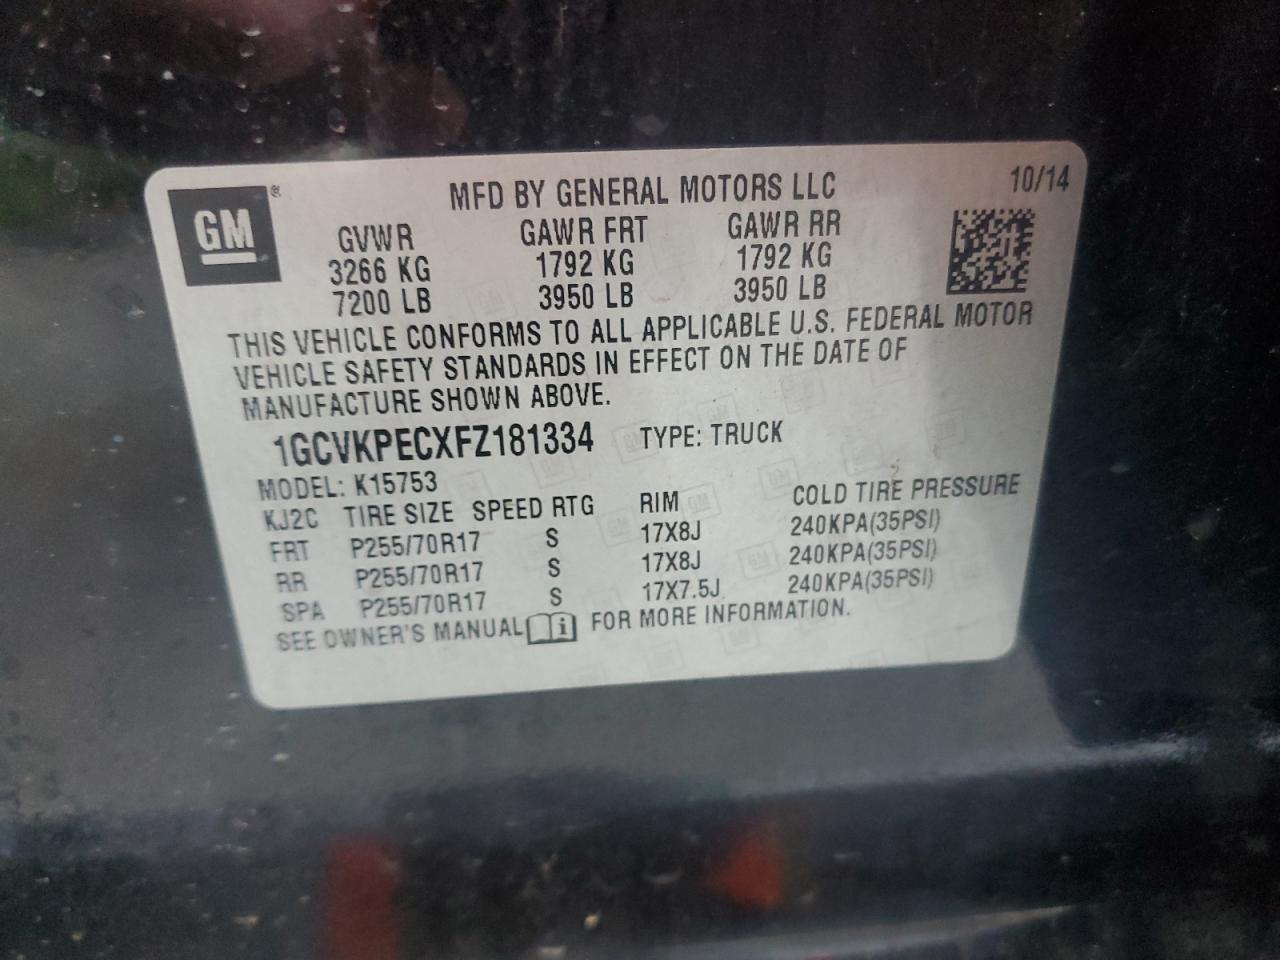 GM ®
MFD BY GENERAL MOTORS LLC 10/14
GVWR GAWR FRT GAWR RR
3266 KG 1792 KG 1792 KG
7200 LB 3950 LB 3950 LB
THIS VEHICLE CONFORMS TO ALL APPLICABLE U.S. FEDERAL MOTOR
VEHICLE SAFETY STANDARDS IN EFFECT ON THE DATE OF
MANUFACTURE SHOWN ABOVE.
1GCVKPECXFZ181334 TYPE: TRUCK
MODEL: K15753
KJ2C TIRE SIZE SPEED RTG RIM COLD TIRE PRESSURE
FRT P255/70R17 S 17X8J 240KPA(35PSI)
RR P255/70R17 S 17X8J 240KPA(35PSI)
SPA P255/70R17 S 17X7.5J 240KPA(35PSI)
SEE OWNER'S MANUAL i FOR MORE INFORMATION.